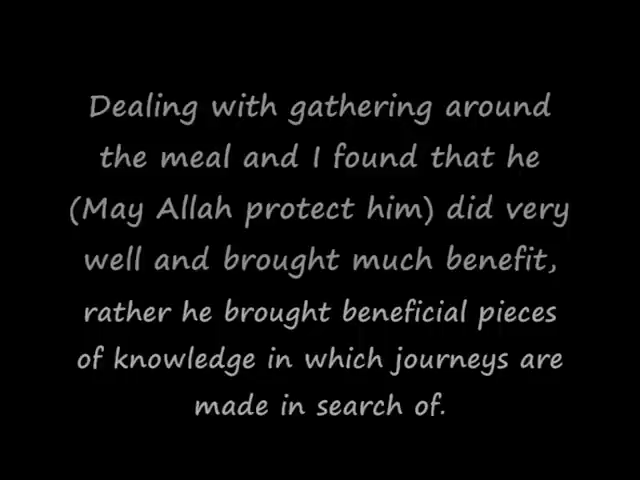 Dealing with gathering around
the meal and I found that he
(May Allah protect him) did very
well and brought much benefit,
rather he brought beneficial pieces
of knowledge in which journeys are
made in search of.